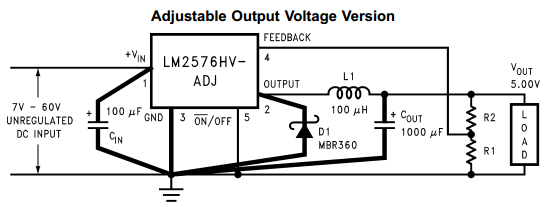 Adjustable Output Voltage Version
FEEDBACK
+VIN
LM2576HV-
ADJ
4
1
OUTPUT
L1
VOUT
5.00V
7V - 60V
UNREGULATED
DC INPUT
+
100 μF
CIN
GND
3
ON/OFF
5
2
100 μH
D1
MBR360
+
COUT
1000 μF
R2
R1
L
O
A
D